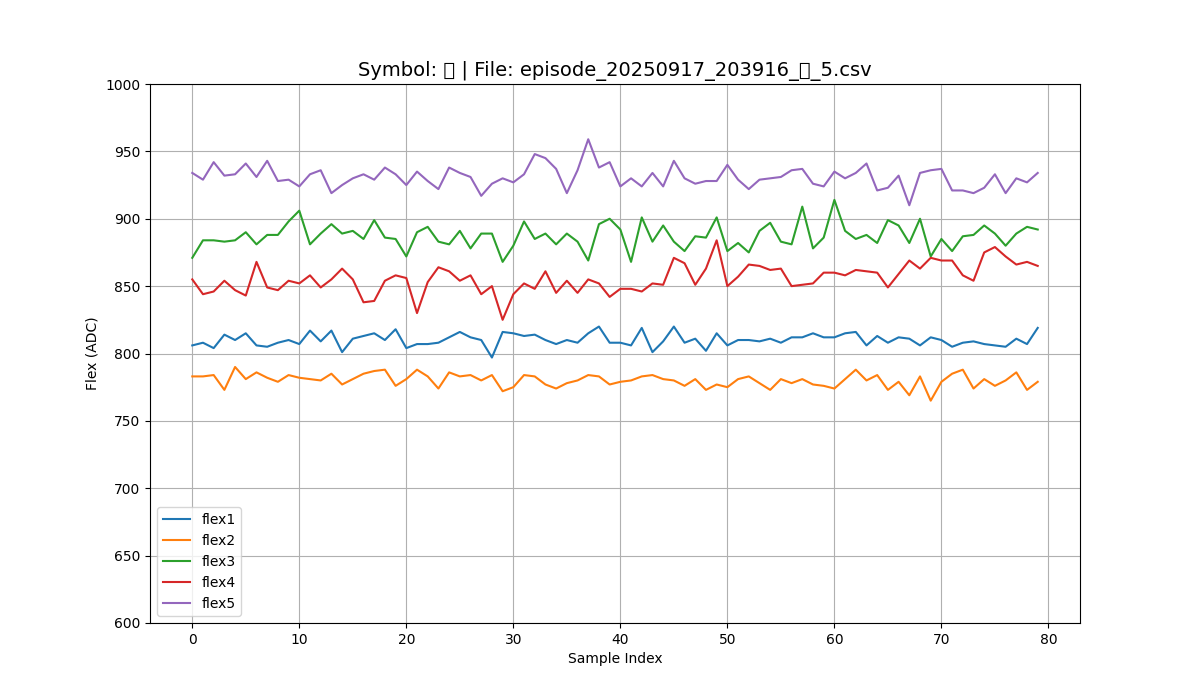 Symbol: | File: episode_20250917_203916_ _5.csv
1000
950
900
850
800
750
700
650
600
Flex (ADC)
flex1
flex2
flex3
flex4
flex5
0 10 20 30 40 50 60 70 80
Sample Index